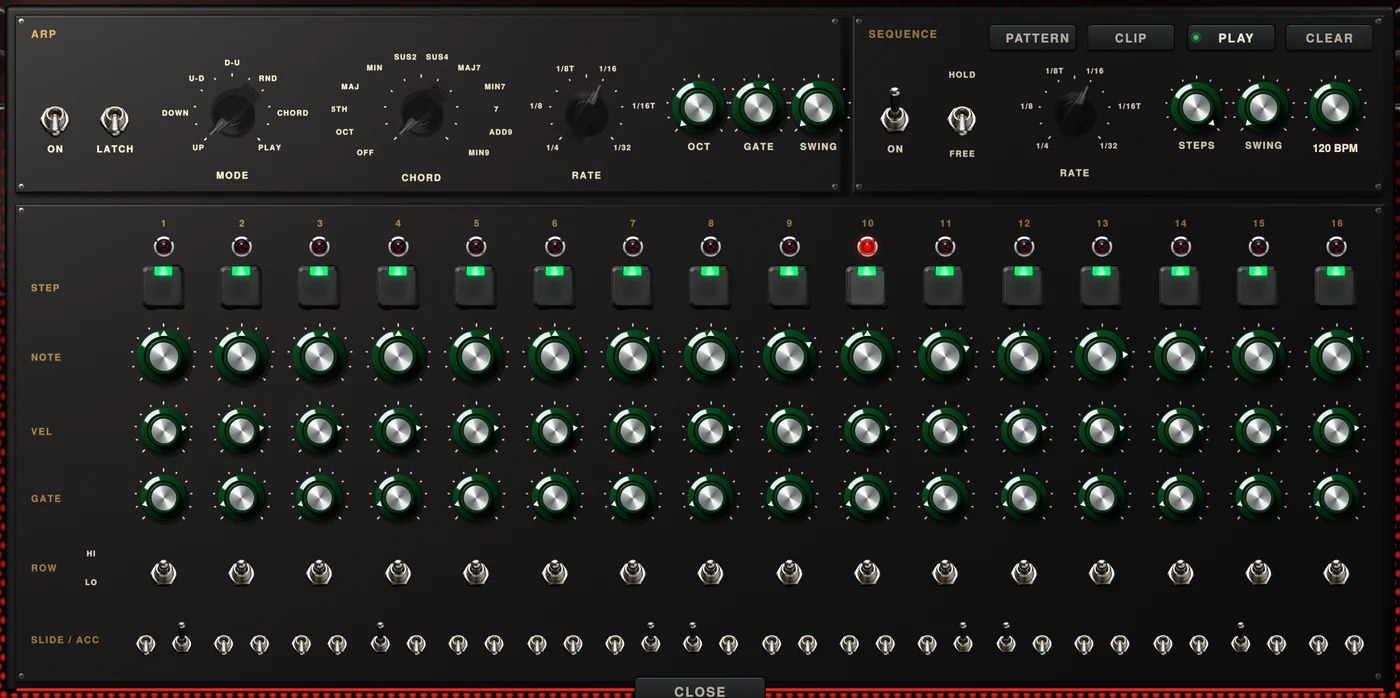 ARP
SEQUENCE
PATTERN
CLIP
PLAY
CLEAR
ON
LATCH
UP
DOWN
U-D
D-U
RND
CHORD
PLAY
MODE
OFF
OCT
5TH
MAJ
MIN
SUS2
SUS4
MAJ7
MIN7
7
ADD9
MIN9
CHORD
1/4
1/8
1/8T
1/16
1/16T
1/32
RATE
OCT
GATE
SWING
ON
HOLD
FREE
1/4
1/8
1/8T
1/16
1/16T
1/32
RATE
STEPS
SWING
120 BPM
1 2 3 4 5 6 7 8 9 10 11 12 13 14 15 16
STEP
NOTE
VEL
GATE
ROW
HI
LO
SLIDE / ACC
CLOSE